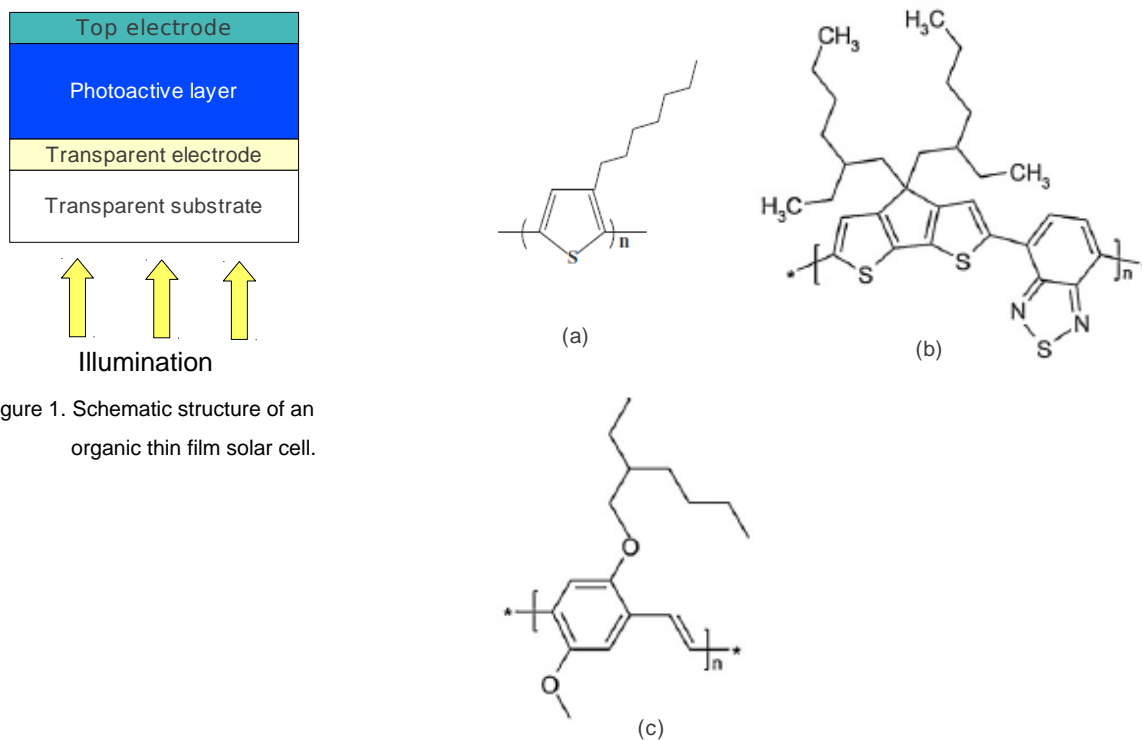 Top electrode
Photoactive layer
Transparent electrode
Transparent substrate
Illumination
gure 1. Schematic structure of an
organic thin film solar cell.
( ) n
S
(a)
CH₃
H₃C
H₃C
CH₃
* [ ] n
S
S
N
N
S
(b)
O
* [ ] n *
O
(c)